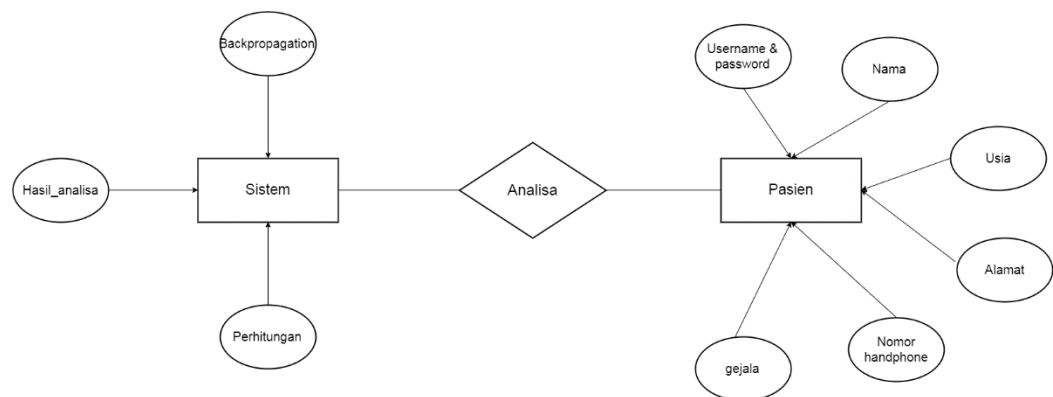 Backpropagation
Username &
password
Nama
Usia
Hasil_analisa
Sistem
Analisa
Pasien
Alamat
Perhitungan
gejala
Nomor
handphone